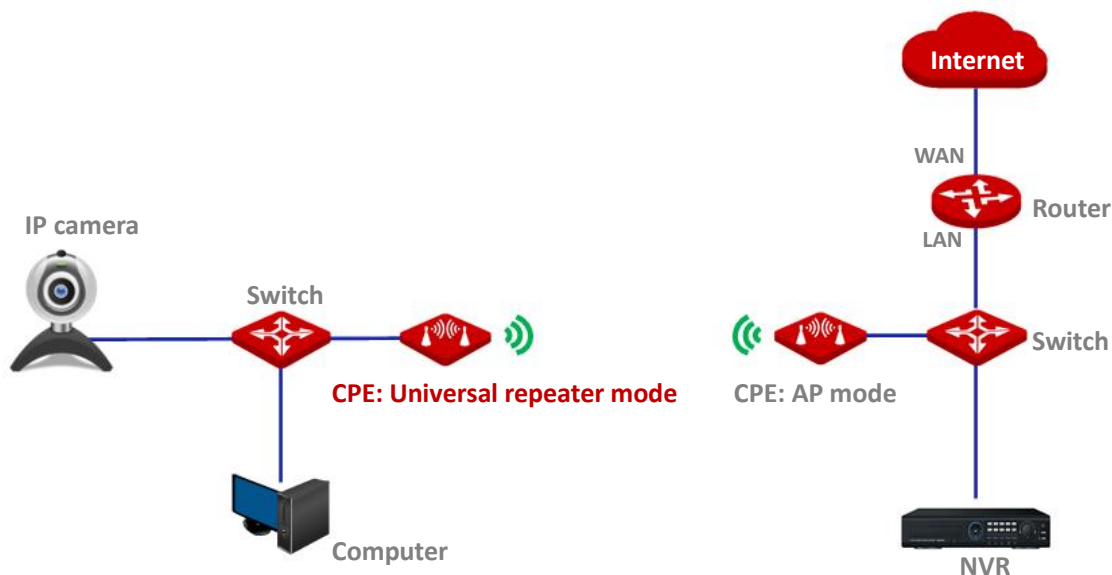 Internet
WAN
Router
LAN
IP camera
Switch
Switch
CPE: Universal repeater mode
CPE: AP mode
Computer
NVR